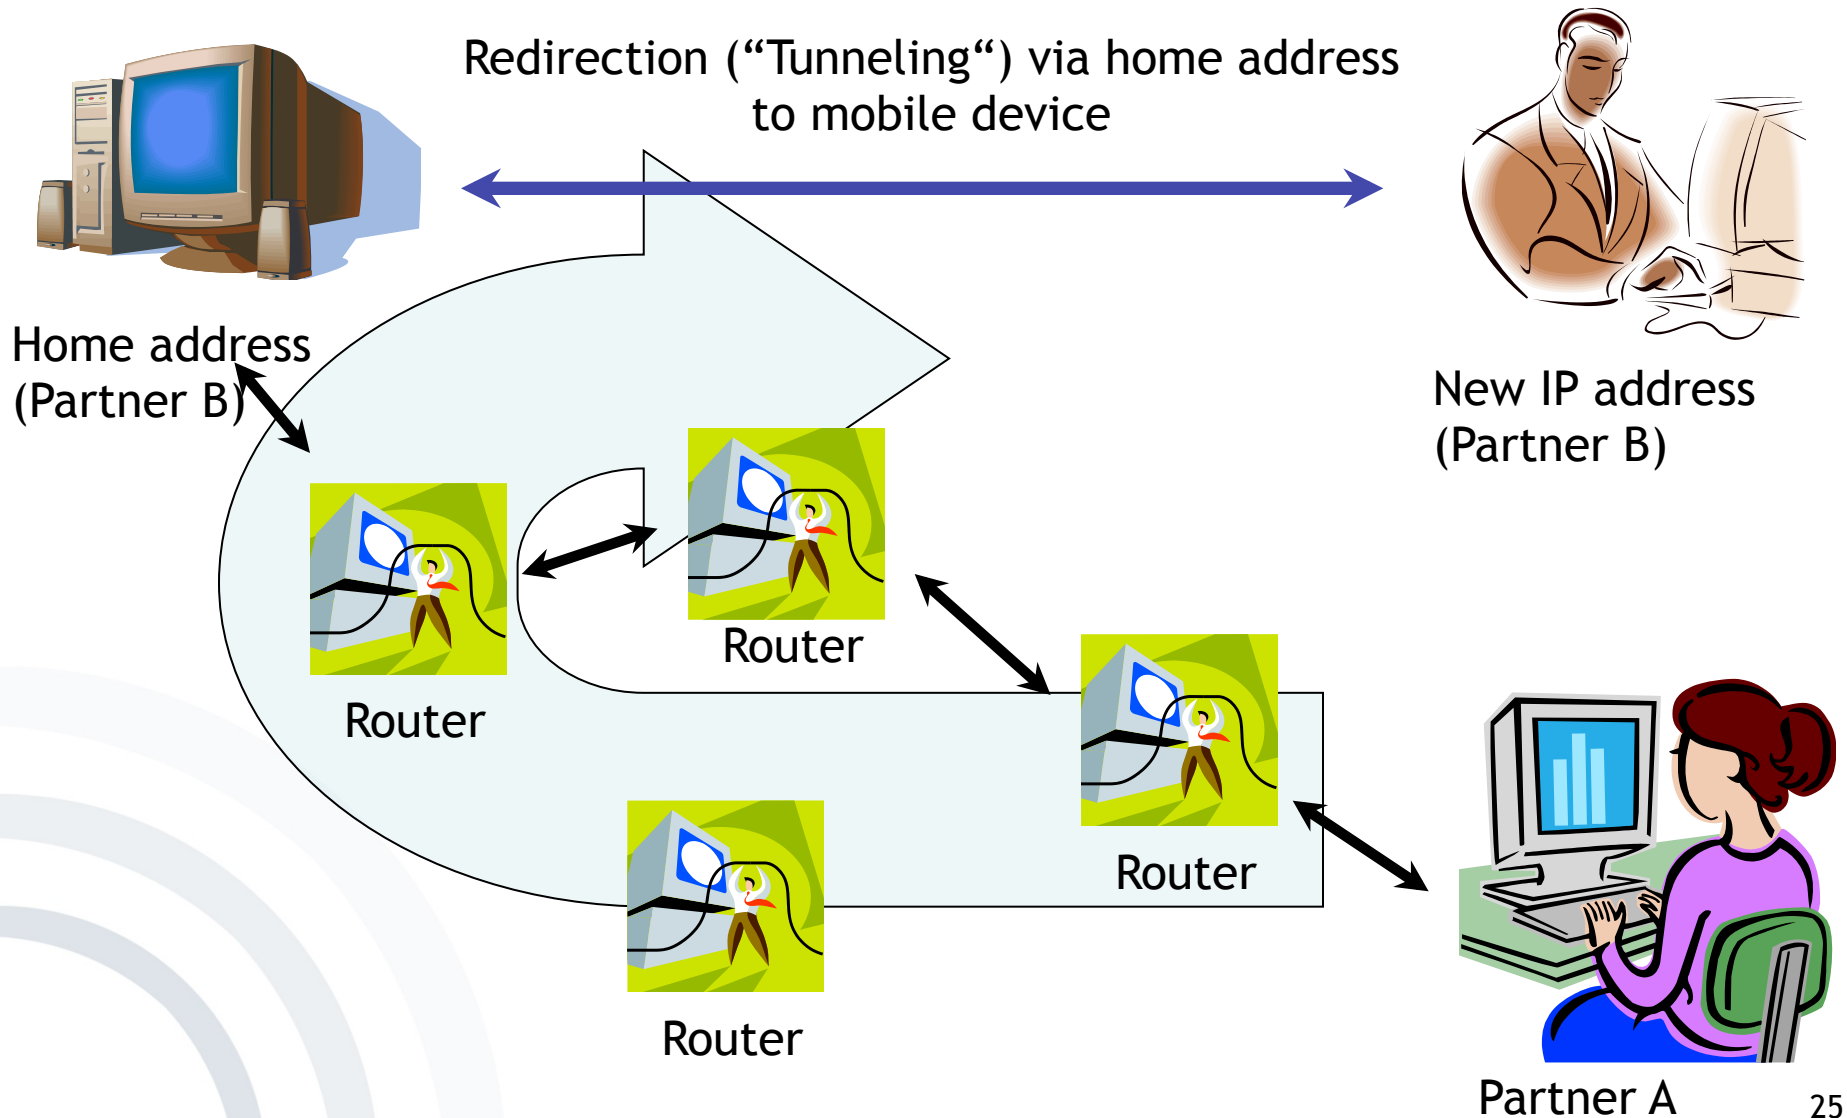 Redirection (“Tunneling“) via home address
to mobile device
Home address
(Partner B)
New IP address
(Partner B)
Router
Router
Router
Router
Partner A
25